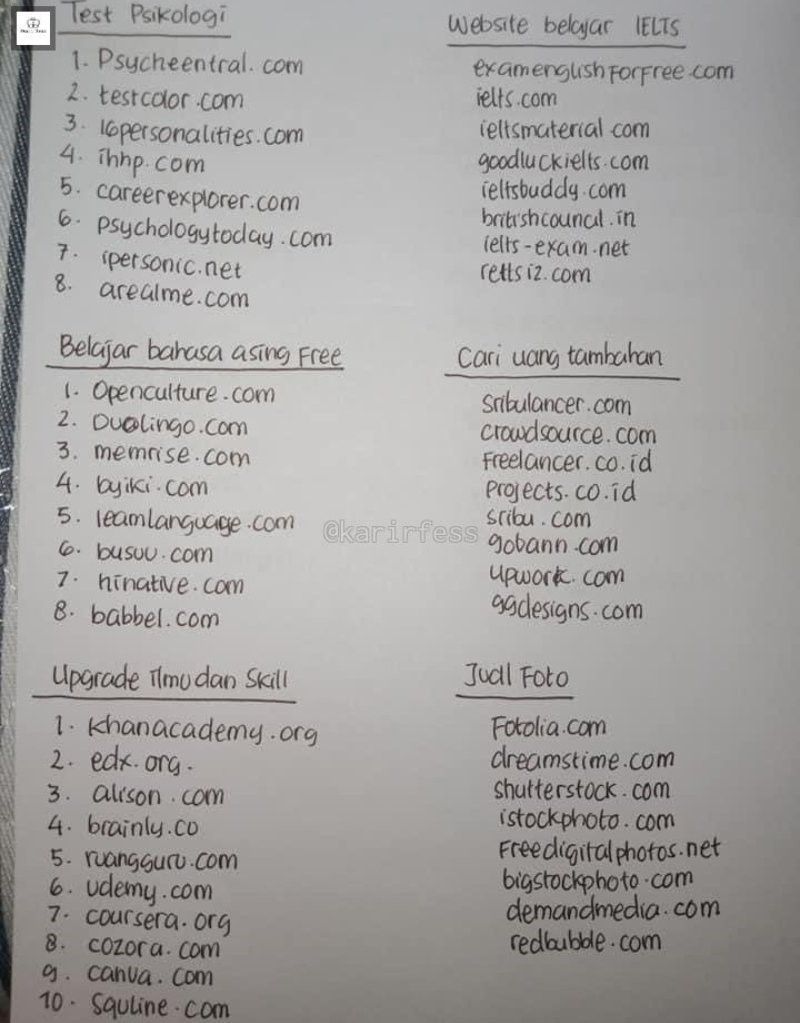 Test Psikologi
1. Psycheentral.com
2. testcolor.com
3. 16personalities.com
4. ihhp.com
5. careerexplorer.com
6. psychologytoday.com
7. ipersonic.net
8. arealme.com
Website belajar IELTS
examenglishforfree.com
ielts.com
ieltsmaterial.com
goodluckielts.com
ieltsbuddy.com
britishcouncil.in
ielts-exam.net
Belajar bahasa asing Free
1. Openculture.com
2. Duolingo.com
3. memrise.com
4. byiki.com
5. learnlanguage.com
6. busuu.com
7. hinative.com
8. babbel.com
Cari uang tambahan
Sribulancer.com
crowdsource.com
Freelancer.co.id
Projects.co.id
sribu.com
gobann.com
upwork.com
99designs.com
@karirfess
Upgrade ilmu dan Skill
1. Khanacademy.org
2. edx.org.
3. alison.com
4. brainly.co
5. ruangguru.com
6. udemy.com
7. coursera.org
8. cozora.com
9. canva.com
10. Squline.com
Juall Foto
Fotolia.com
dreamstime.com
shutterstock.com
istockphoto.com
Freedigitalphotos.net
bigstockphoto.com
demandmedia.com
redbubble.com